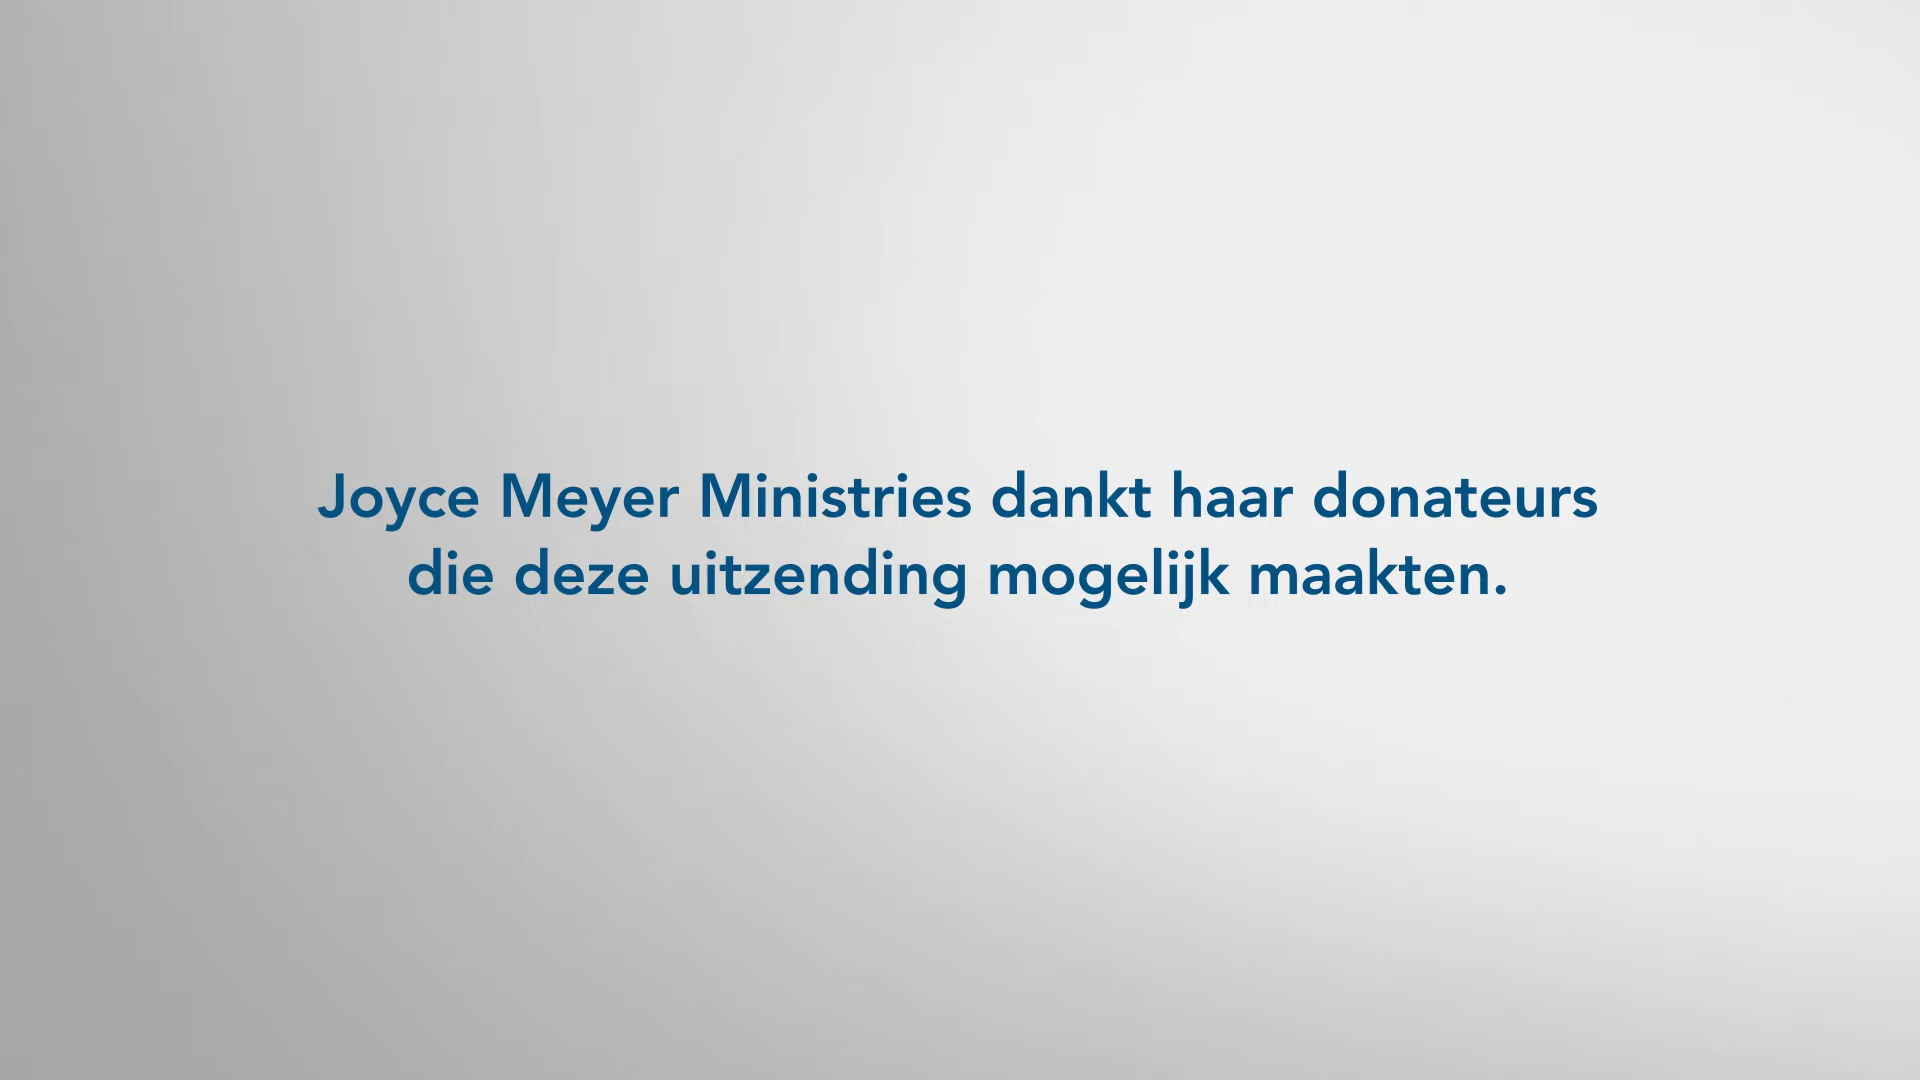 Joyce Meyer Ministries dankt haar donateurs
die deze uitzending mogelijk maakten.